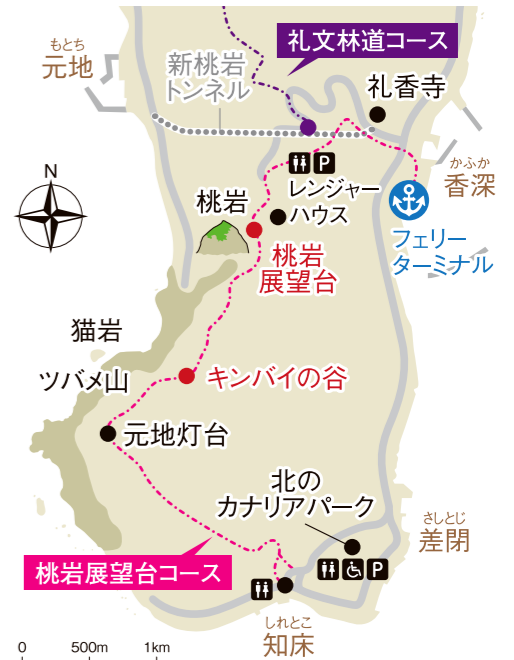 礼文林道コース
もとち
元地
新桃岩
トンネル
礼香寺
かふか
香深
N
P
レンジャー
ハウス
桃岩
フェリー
ターミナル
桃岩
展望台
猫岩
ツバメ山
キンバイの谷
元地灯台
北の
カナリアパーク
さしとじ
差閉
P
桃岩展望台コース
しれとこ
知床
0 500m 1km